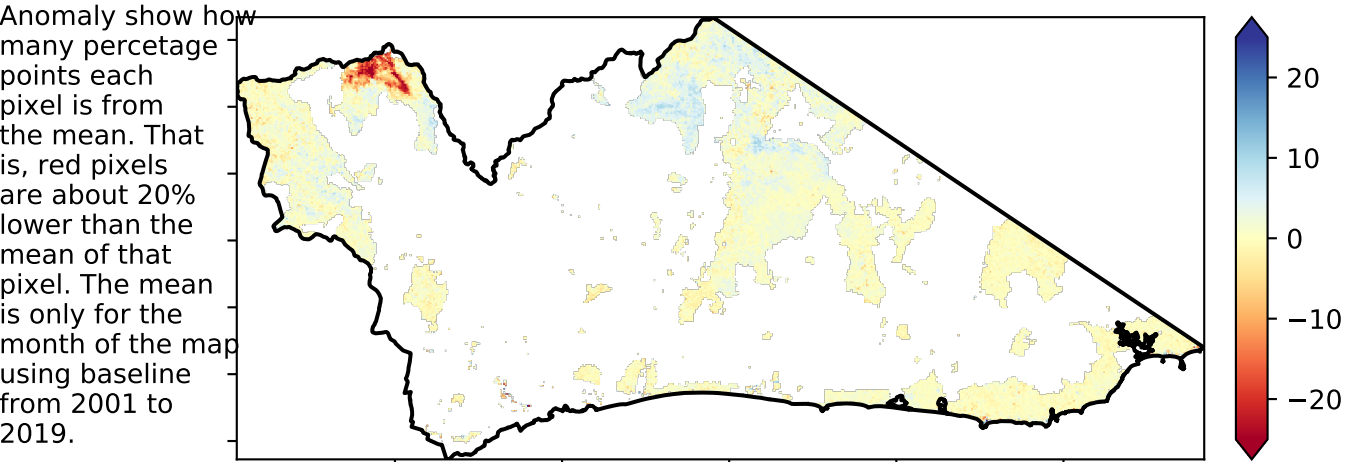 Anomaly show how
many percetage
points each
pixel is from
the mean. That
is, red pixels
are about 20%
lower than the
mean of that
pixel. The mean
is only for the
month of the map
using baseline
from 2001 to
2019.
20
10
0
−10
−20